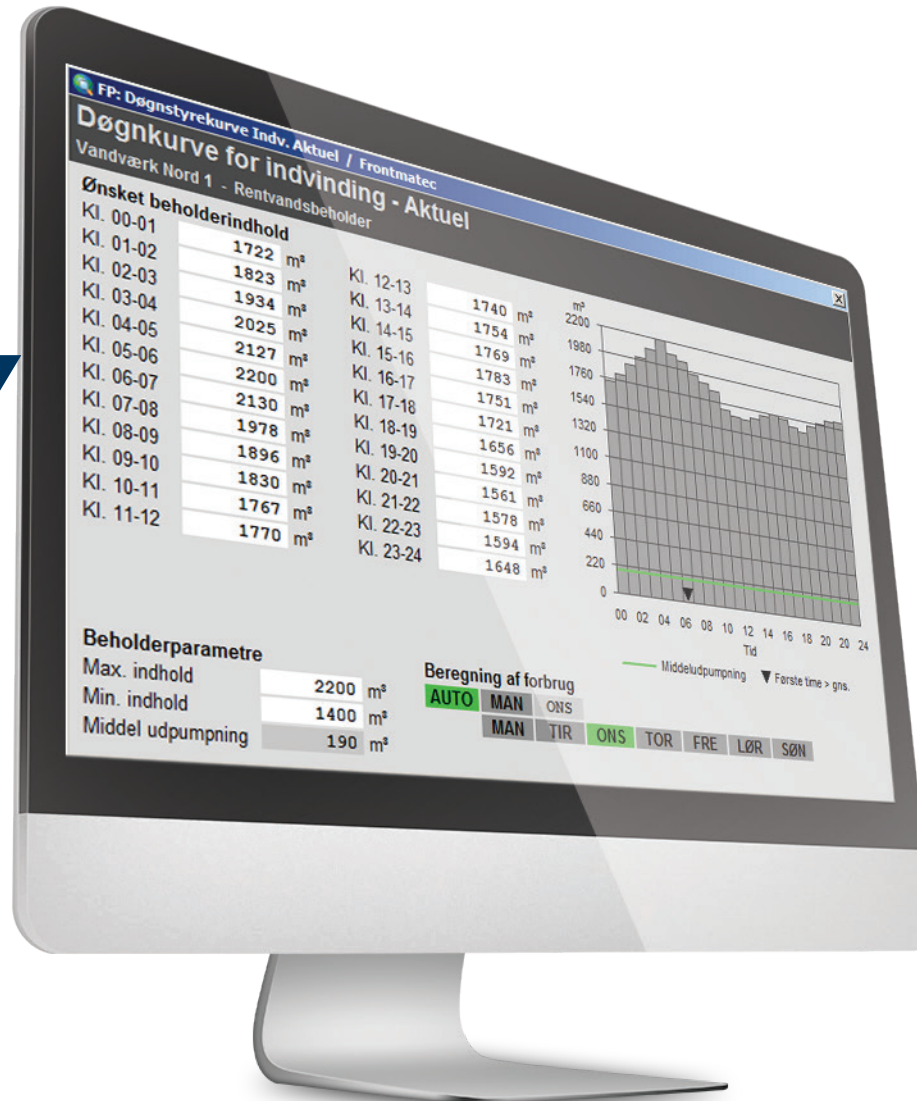 FP: Døgnstyrekurve Indv. Aktuel / Frontmatec
Døgnkurve for indvinding - Aktuel
Vandværk Nord 1 - Rentvandsbeholder
Ønsket beholderindhold
Kl. 00-01 1722 m³
Kl. 01-02 1823 m³
Kl. 02-03 1934 m³
Kl. 03-04 2025 m³
Kl. 04-05 2127 m³
Kl. 05-06 2200 m³
Kl. 06-07 2130 m³
Kl. 07-08 1978 m³
Kl. 08-09 1896 m³
Kl. 09-10 1830 m³
Kl. 10-11 1767 m³
Kl. 11-12 1770 m³
Kl. 12-13 1740 m³
Kl. 13-14 1754 m³
Kl. 14-15 1769 m³
Kl. 15-16 1783 m³
Kl. 16-17 1751 m³
Kl. 17-18 1721 m³
Kl. 18-19 1656 m³
Kl. 19-20 1592 m³
Kl. 20-21 1561 m³
Kl. 21-22 1578 m³
Kl. 22-23 1594 m³
Kl. 23-24 1648 m³
m³
2200
1980
1760
1540
1320
1100
880
660
440
220
0
00 02 04 06 08 10 12 14 16 18 20 20 24
Tid
Middeludpumpning Første time > gns.
Beholderparametre
Max. indhold 2200 m³
Min. indhold 1400 m³
Middel udpumpning 190 m³
Beregning af forbrug
AUTO MAN ONS
MAN TIR ONS TOR FRE LØR SØN